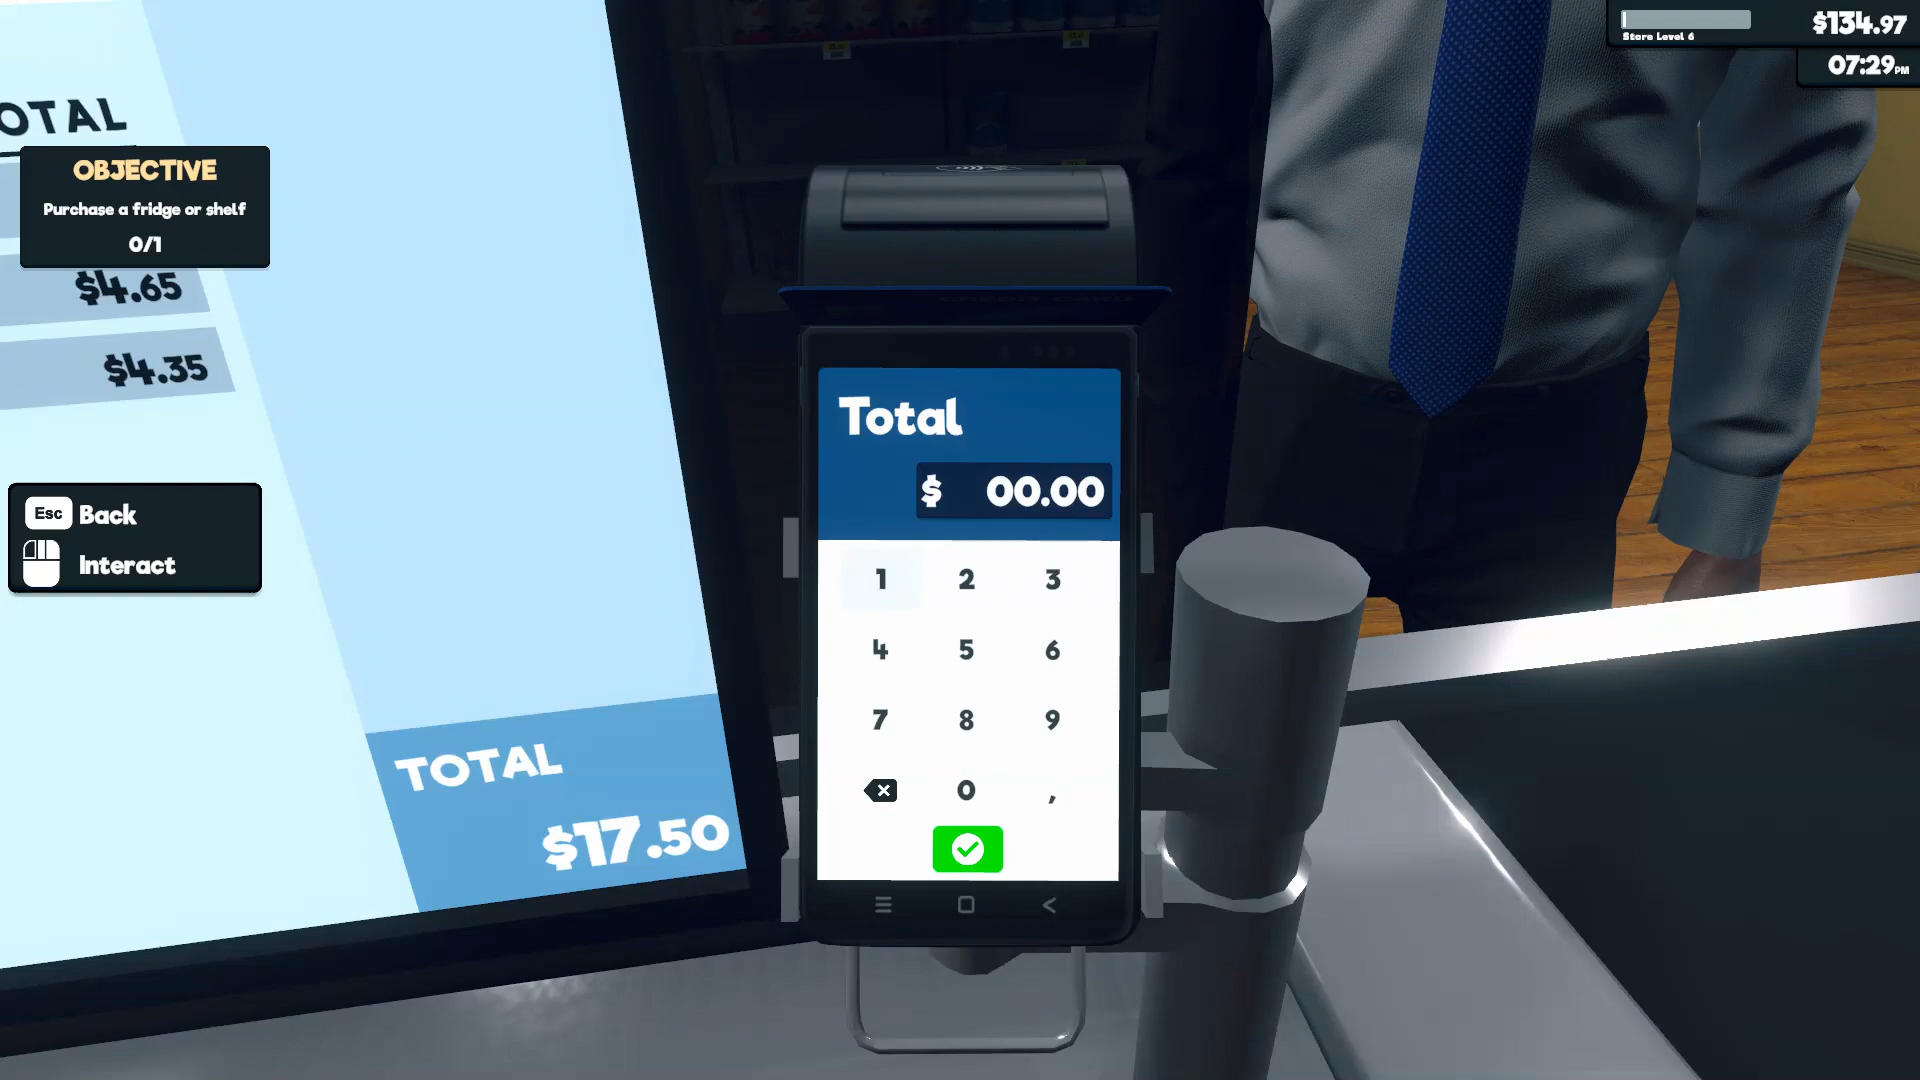 Store Level 6
$134.97
07:29PM
OTAL
OBJECTIVE
Purchase a fridge or shelf
0/1
$4.65
$4.35
Esc Back
Interact
TOTAL
$17.50
CREDIT CARD
Total
$ 00.00
1 2 3
4 5 6
7 8 9
0 ,